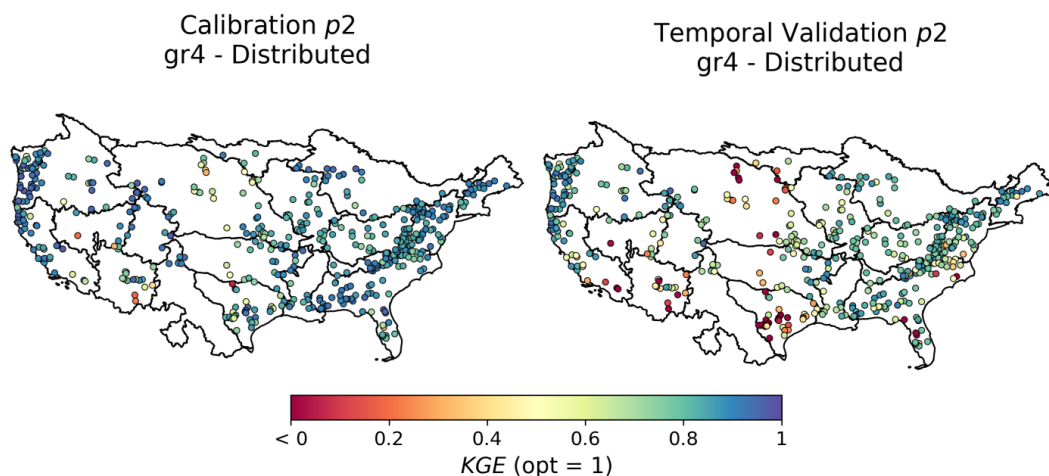 Calibration p2
gr4 - Distributed
Temporal Validation p2
gr4 - Distributed
< 0 0.2 0.4 0.6 0.8 1
KGE (opt = 1)